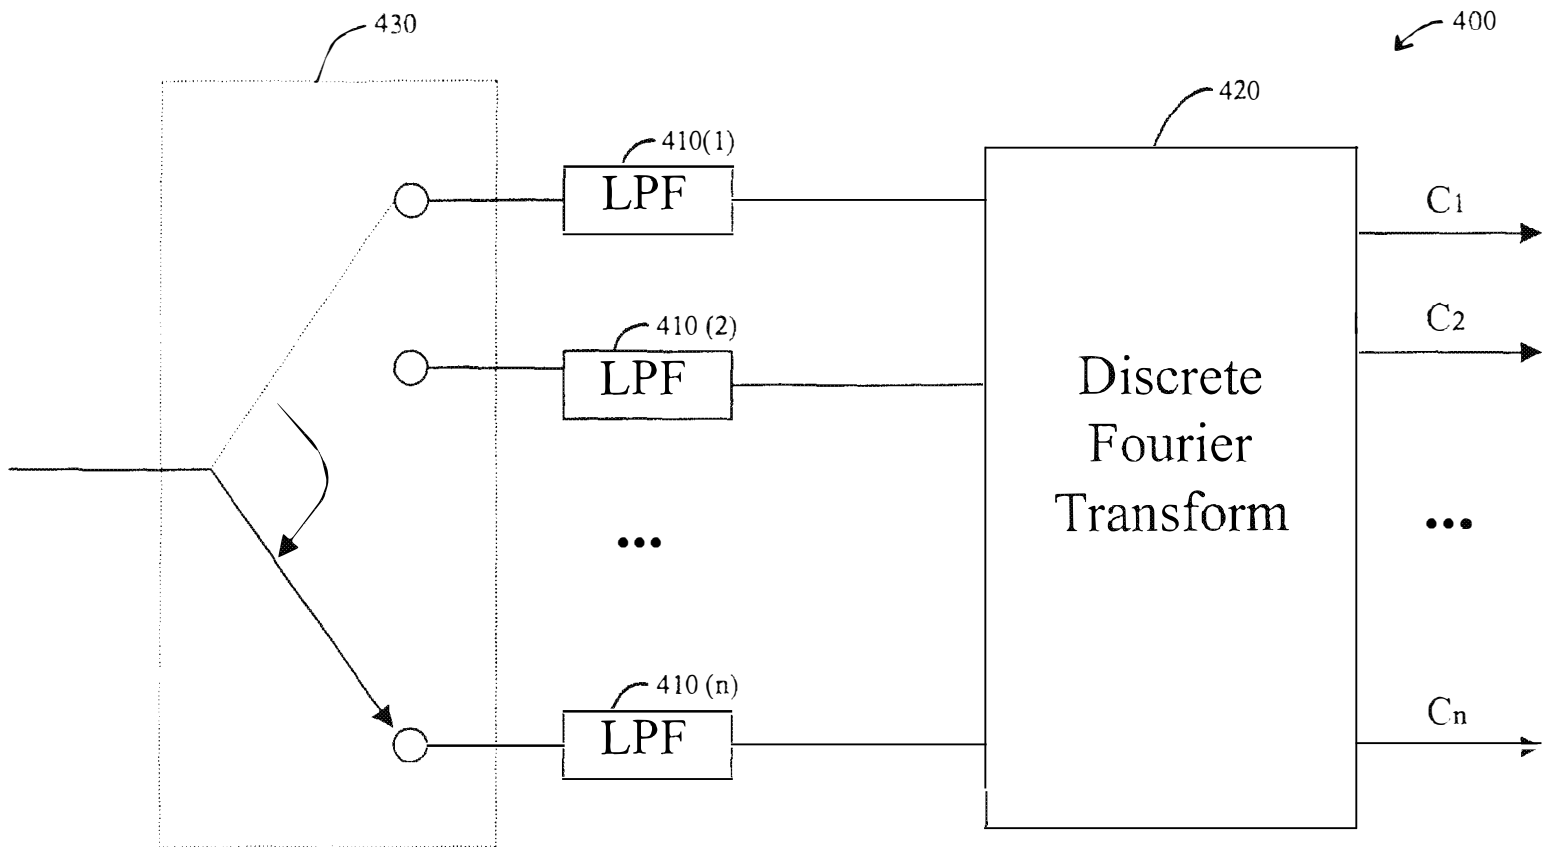 430
400
420
410(1)
LPF
C1
410 (2)
LPF
C2
Discrete
Fourier
Transform
•••
•••
410 (n)
LPF
Cn